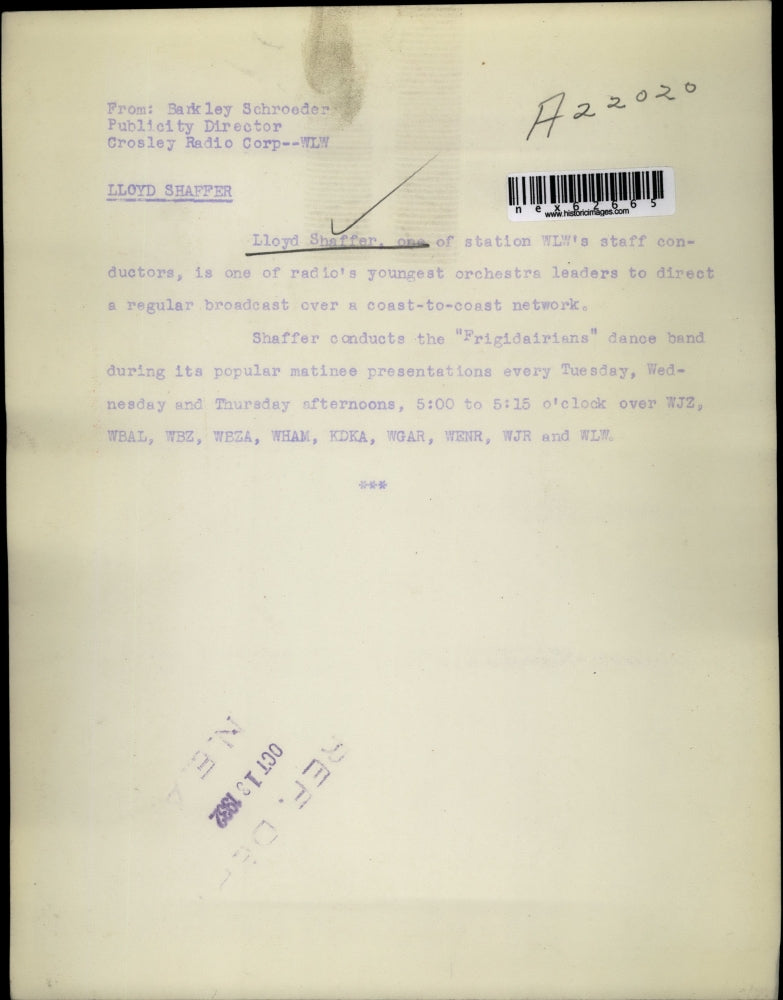 From: Barkley Schroeder
Publicity Director
Crosley Radio Corp--WLW
A22020
nex62665
www.historicimages.com
LLOYD SHAFFER
Lloyd Shaffer, one of station WLW's staff con-
ductors, is one of radio's youngest orchestra leaders to direct
a regular broadcast over a coast-to-coast network.
Shaffer conducts the "Frigidairians" dance band
during its popular matinee presentations every Tuesday, Wed-
nesday and Thursday afternoons, 5:00 to 5:15 o'clock over WJZ,
WBAL, WBZ, WBZA, WHAM, KDKA, WGAR, WENR, WJR and WLW.
***
REF. 
OCT 13 1932
N E A